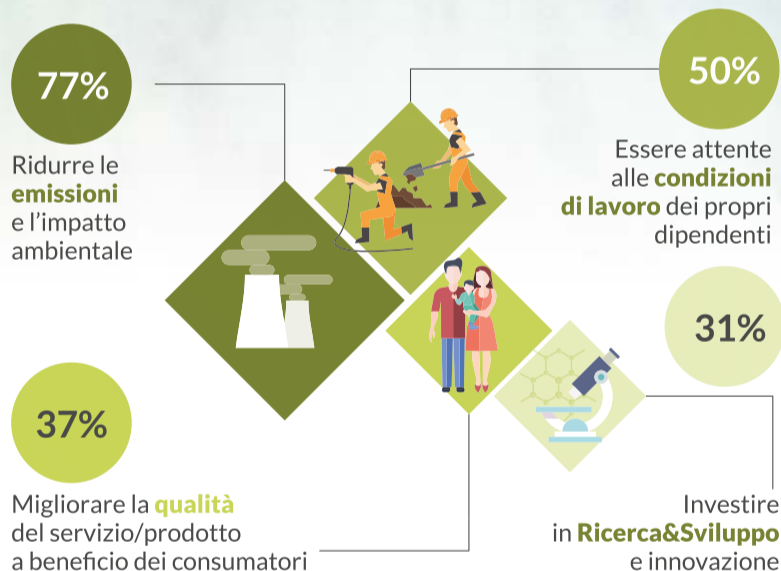 77%
Ridurre le
emissioni
e l’impatto
ambientale
50%
Essere attente
alle condizioni
di lavoro dei propri
dipendenti
37%
Migliorare la qualità
del servizio/prodotto
a beneficio dei consumatori
31%
Investire
in Ricerca&Sviluppo
e innovazione